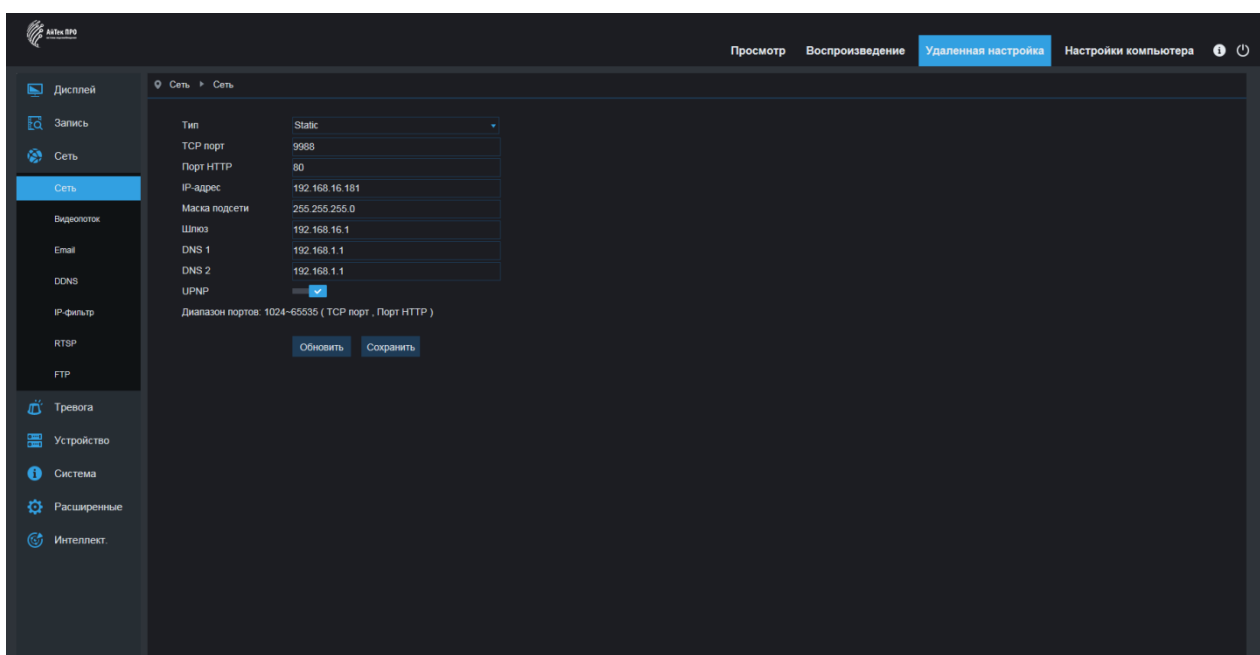 АйТек ПРО
Просмотр Воспроизведение Удаленная настройка Настройки компьютера
Дисплей
Запись
Сеть
Сеть
Видеопоток
Email
DDNS
IP-фильтр
RTSP
FTP
Тревога
Устройство
Система
Расширенные
Интеллект.
Сеть Сеть
Тип Static
TCP порт 9988
Порт HTTP 80
IP-адрес 192.168.16.181
Маска подсети 255.255.255.0
Шлюз 192.168.16.1
DNS 1 192.168.1.1
DNS 2 192.168.1.1
UPNP
Диапазон портов: 1024~65535 ( TCP порт , Порт HTTP )
Обновить Сохранить